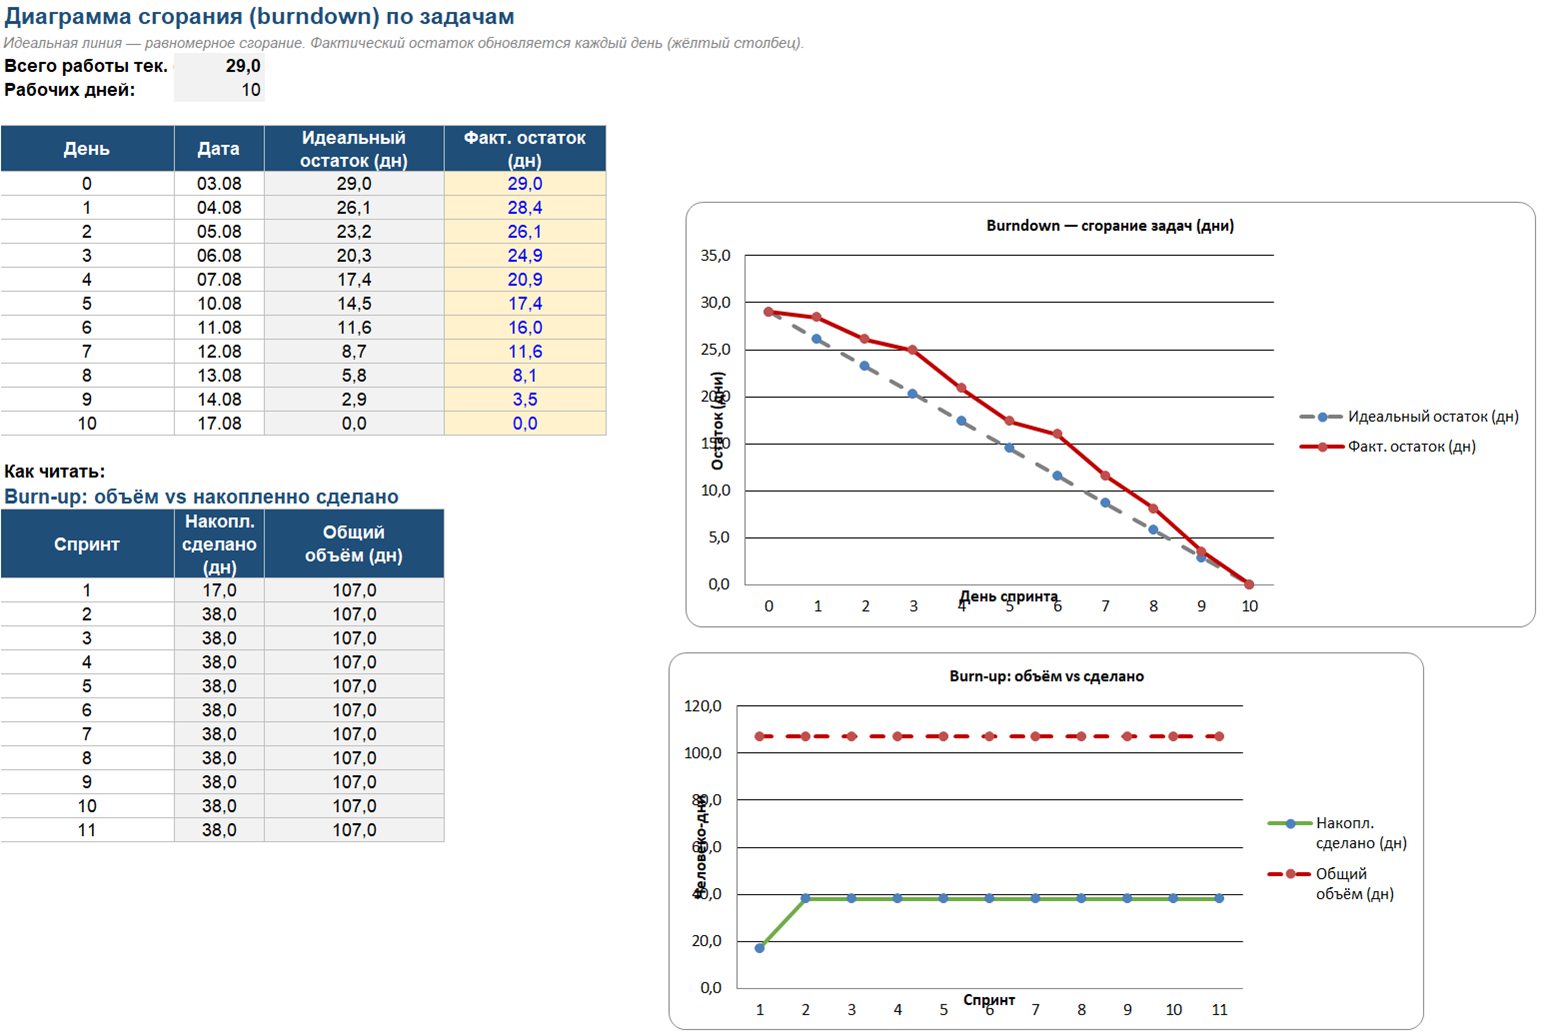 Диаграмма сгорания (burndown) по задачам
Идеальная линия — равномерное сгорание. Фактический остаток обновляется каждый день (жёлтый столбец).
Всего работы тек. 29,0
Рабочих дней: 10
День Дата Идеальный остаток (дн) Факт. остаток (дн)
0 03.08 29,0 29,0
1 04.08 26,1 28,4
2 05.08 23,2 26,1
3 06.08 20,3 24,9
4 07.08 17,4 20,9
5 10.08 14,5 17,4
6 11.08 11,6 16,0
7 12.08 8,7 11,6
8 13.08 5,8 8,1
9 14.08 2,9 3,5
10 17.08 0,0 0,0
Как читать:
Burn-up: объём vs накопленно сделано
Спринт Накопл. сделано (дн) Общий объём (дн)
1 17,0 107,0
2 38,0 107,0
3 38,0 107,0
4 38,0 107,0
5 38,0 107,0
6 38,0 107,0
7 38,0 107,0
8 38,0 107,0
9 38,0 107,0
10 38,0 107,0
11 38,0 107,0
Burndown — сгорание задач (дни)
35,0
30,0
25,0
20,0
15,0
10,0
5,0
0,0
Остаток (дни)
0 1 2 3 4 5 6 7 8 9 10
День спринта
Идеальный остаток (дн)
Факт. остаток (дн)
Burn-up: объём vs сделано
120,0
100,0
80,0
60,0
40,0
20,0
0,0
Человеко-дни
1 2 3 4 5 6 7 8 9 10 11
Спринт
Накопл.
сделано (дн)
Общий
объём (дн)